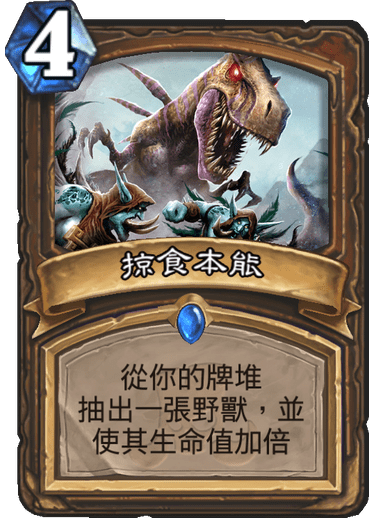 4
掠食本能
從你的牌堆
抽出一張野獸，並
使其生命值加倍